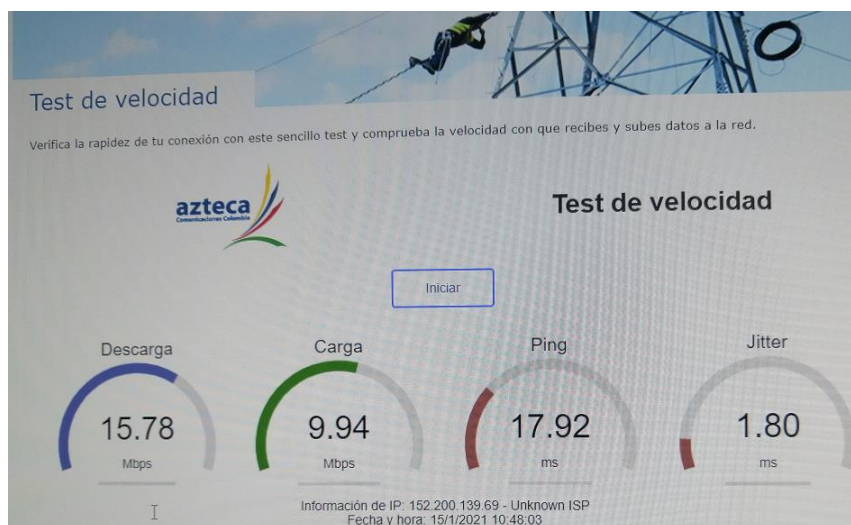 Test de velocidad
Verifica la rapidez de tu conexión con este sencillo test y comprueba la velocidad con que recibes y subes datos a la red.
azteca
Comunicaciones Colombia
Test de velocidad
Iniciar
Descarga
Carga
Ping
Jitter
15.78
9.94
17.92
1.80
Mbps
Mbps
ms
ms
Información de IP: 152.200.139.69 - Unknown ISP
Fecha y hora: 15/1/2021 10:48:03